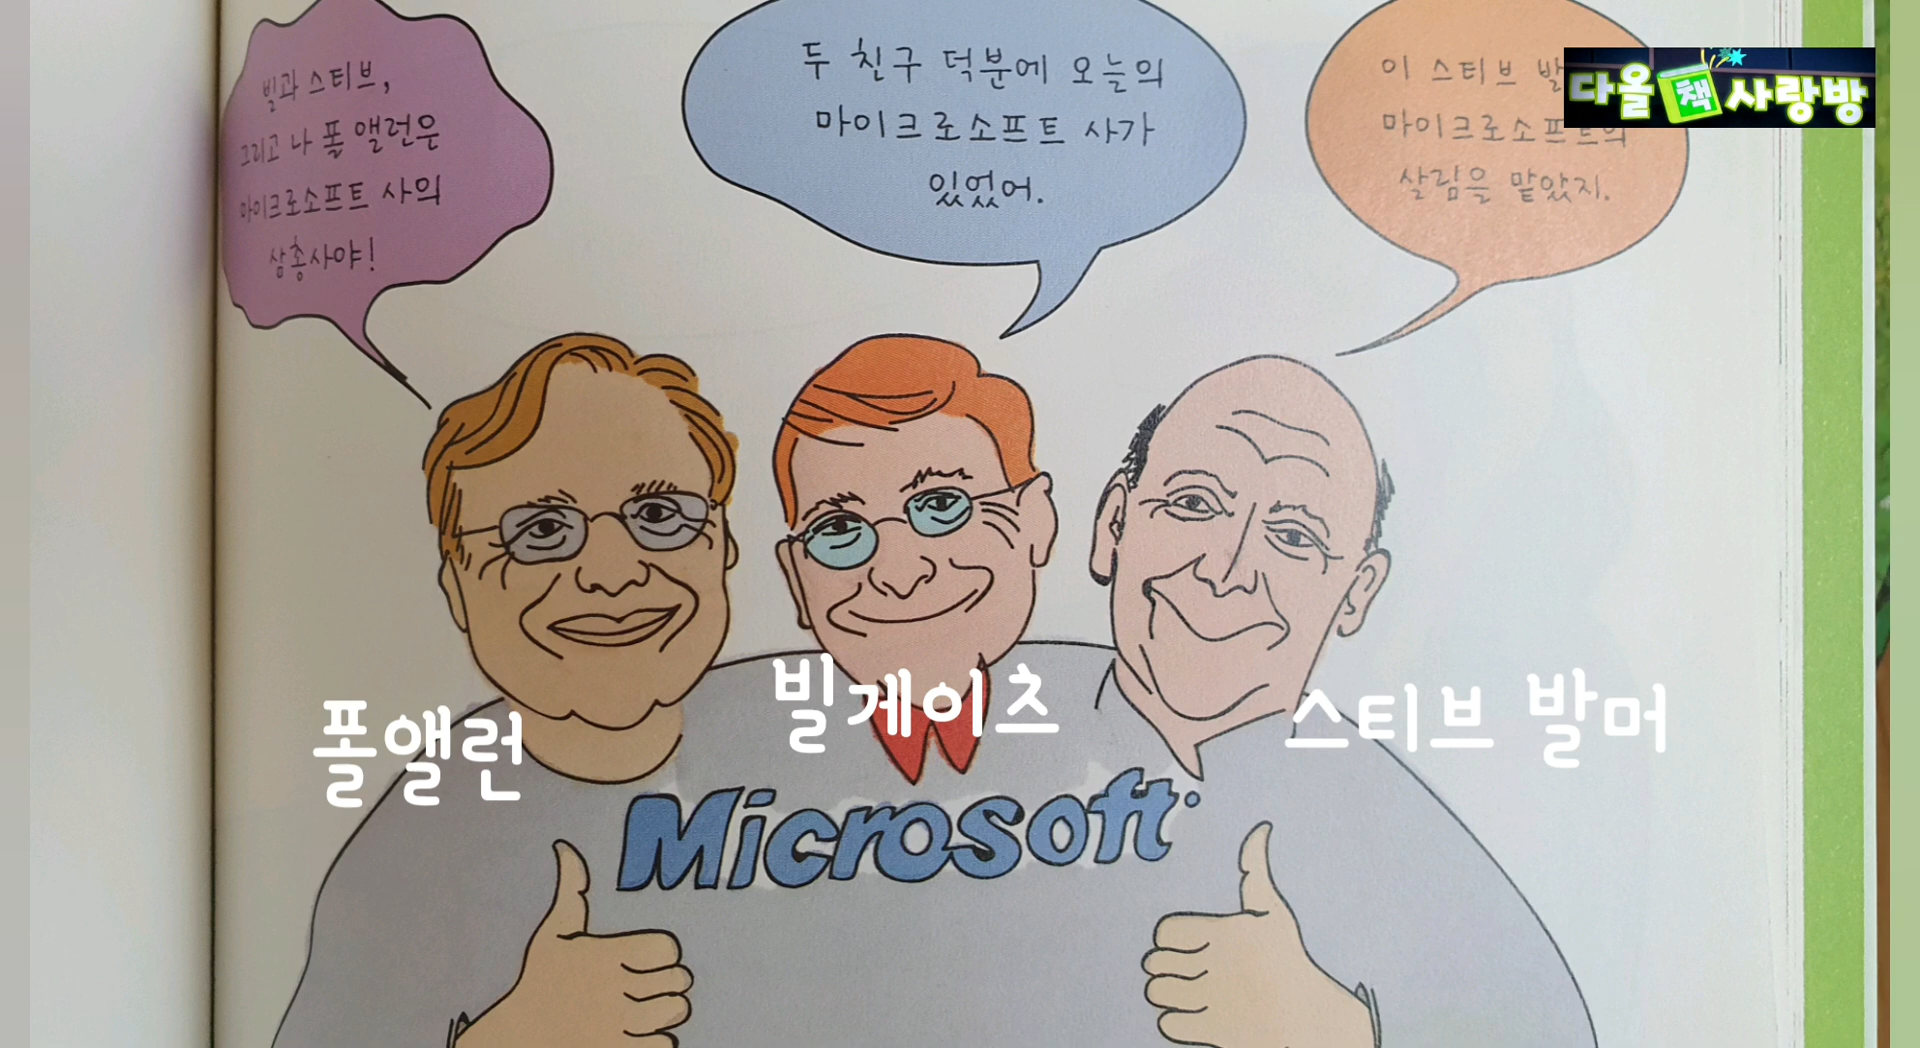 빌과 스티브,
그리고 나 폴 앨런은
마이크로소프트 사의
삼총사야!
두 친구 덕분에 오늘의
마이크로소프트 사가
있었어.
이 스티브
마이크로소프트의
살림을 맡았지.
다올 책 사랑방
폴앨런
빌게이츠
스티브 발머
Microsoft